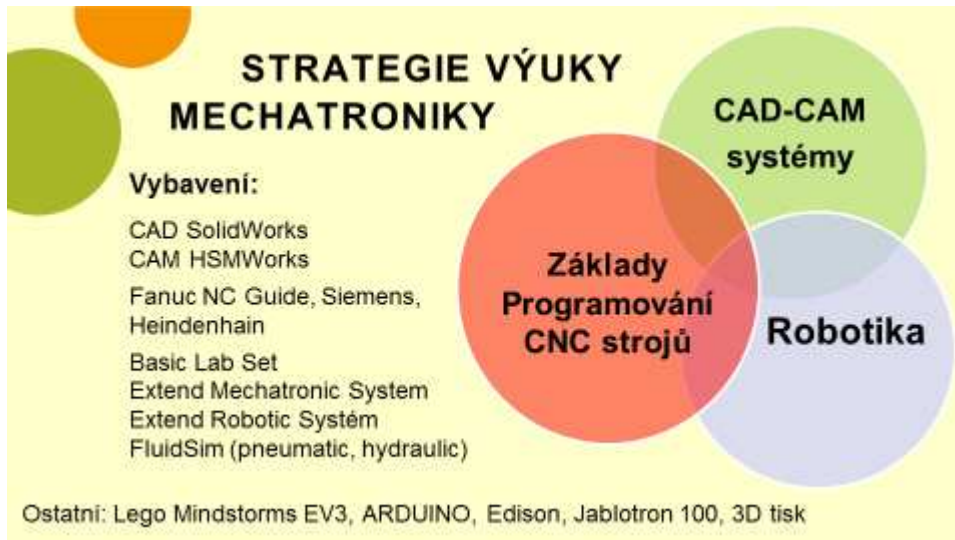 STRATEGIE VÝUKY
MECHATRONIKY
Vybavení:
CAD SolidWorks
CAM HSMWorks
Fanuc NC Guide, Siemens,
Heindenhain
Basic Lab Set
Extend Mechatronic System
Extend Robotic Systém
FluidSim (pneumatic, hydraulic)
CAD-CAM
systémy
Základy
Programování
CNC strojů
Robotika
Ostatní: Lego Mindstorms EV3, ARDUINO, Edison, Jablotron 100, 3D tisk